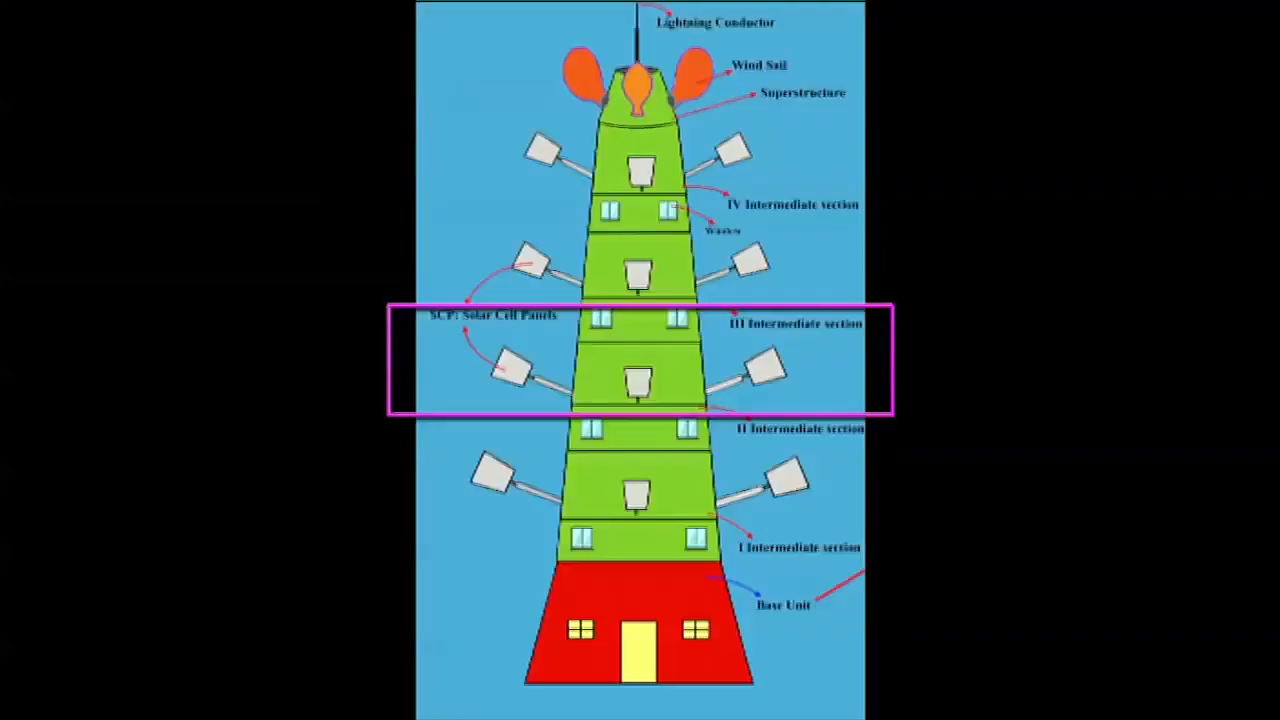 Lightning Conductor
Wind Sail
Superstructure
IV Intermediate section
SCP: Solar Cell Panels
III Intermediate section
II Intermediate section
I Intermediate section
Base Unit